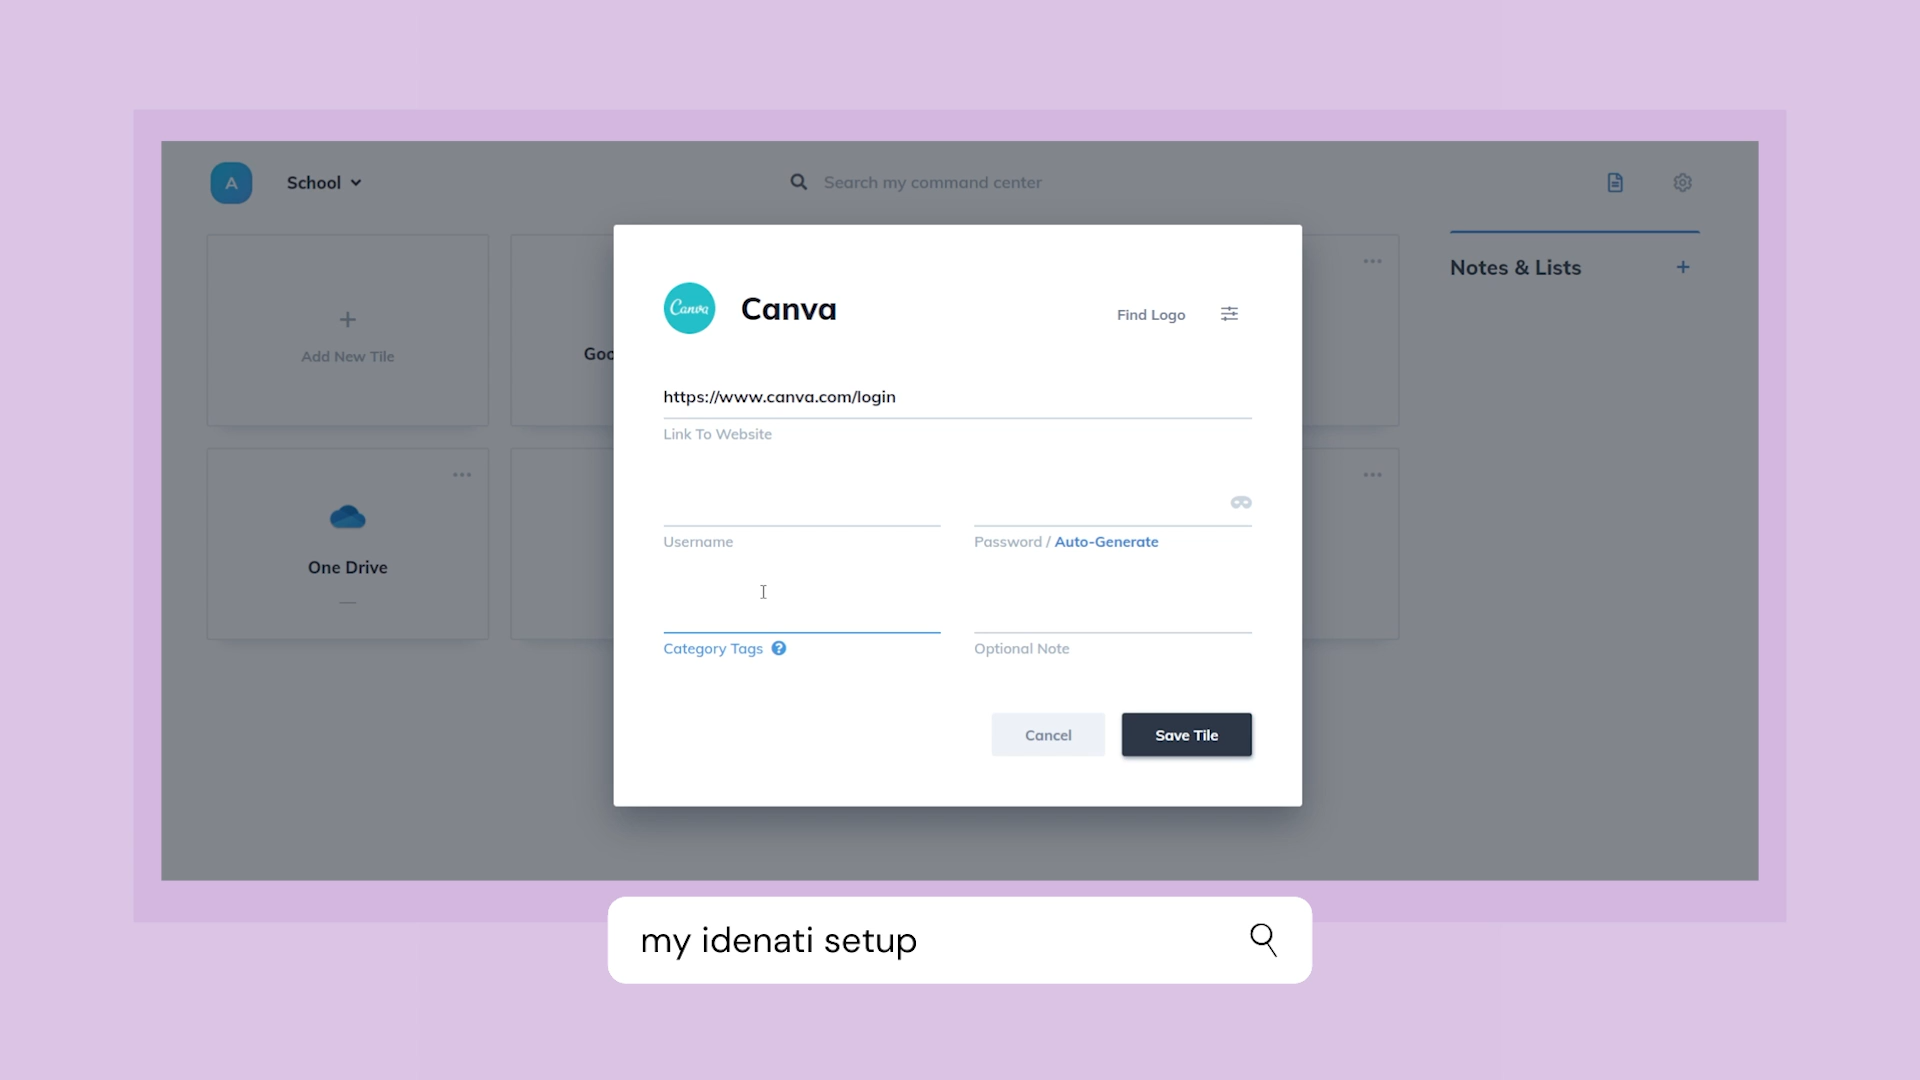 A
School
Search my command center
Add New Tile
Goo
Notes & Lists
One Drive
Canva
Canva
Find Logo
https://www.canva.com/login
Link To Website
Username
Password / Auto-Generate
Category Tags ?
Optional Note
Cancel
Save Tile
my idenati setup